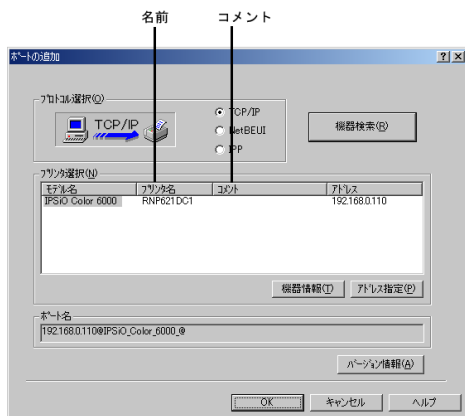 名前 コメント
ポートの追加
プロトコル選択(O)
TCP/IP
TCP/IP
NetBEUI
IPP
機器検索(R)
プリンタ選択(N)
モデル名 プリンタ名 コメント アドレス
IPSiO Color 6000 RNP621DC1 192.168.0.110
機器情報(T) アドレス指定(P)
ポート名
192.168.0.110@IPSiO_Color_6000_@
バージョン情報(A)
OK キャンセル ヘルプ